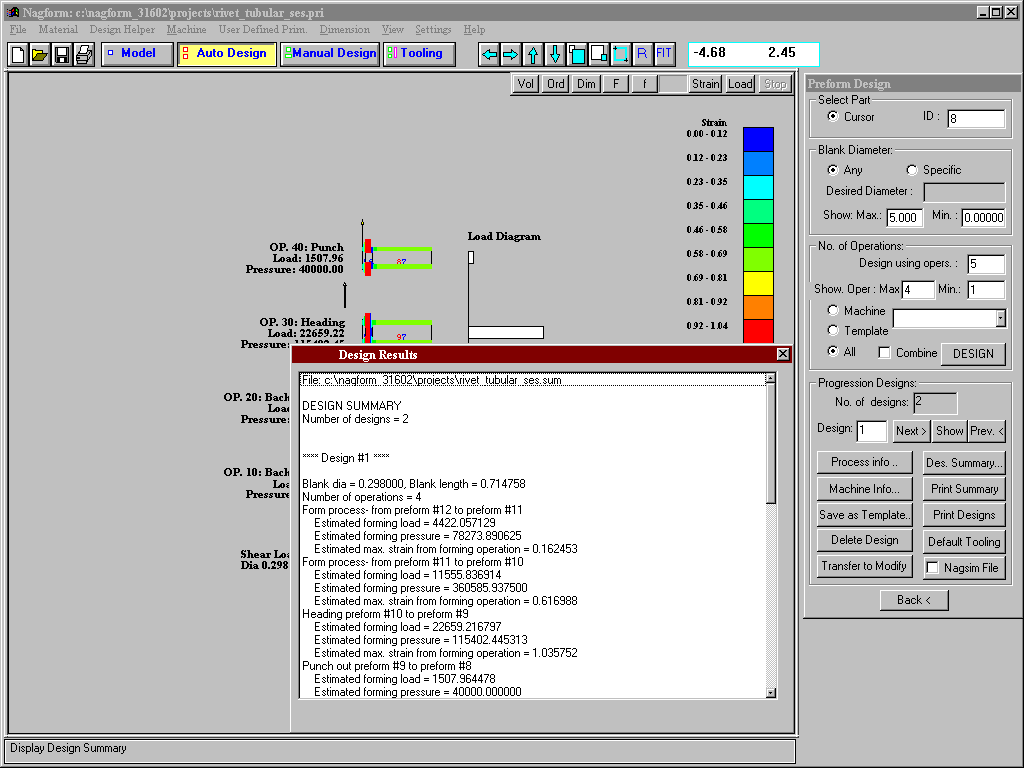 Nagform: c:\nagform_31602\projects\rivet_tubular_ses.pri
File Material Design Helper Machine User Defined Prim. Dimension View Settings Help
Model Auto Design Manual Design Tooling R FIT -4.68 2.45
Vol Ord Dim F f Strain Load Stop
Strain
0.00 - 0.12
0.12 - 0.23
0.23 - 0.35
0.35 - 0.46
0.46 - 0.58
0.58 - 0.69
0.69 - 0.81
0.81 - 0.92
0.92 - 1.04
Load Diagram
OP. 40: Punch
Load: 1507.96
Pressure: 40000.00
87
OP. 30: Heading
Load: 22659.22
Pressure: 115402.45
97
OP. 20: Back
Load
Pressure:
OP. 10: Back
Loa
Pressure
Shear Loa
Dia 0.298
Design Results
File: c:\nagform_31602\projects\rivet_tubular_ses.sum
DESIGN SUMMARY
Number of designs = 2
**** Design #1 ****
Blank dia = 0.298000, Blank length = 0.714758
Number of operations = 4
Form process- from preform #12 to preform #11
Estimated forming load = 4422.057129
Estimated forming pressure = 78273.890625
Estimated max. strain from forming operation = 0.162453
Form process- from preform #11 to preform #10
Estimated forming load = 11555.836914
Estimated forming pressure = 360585.937500
Estimated max. strain from forming operation = 0.616988
Heading preform #10 to preform #9
Estimated forming load = 22659.216797
Estimated forming pressure = 115402.445313
Estimated max. strain from forming operation = 1.035752
Punch out preform #9 to preform #8
Estimated forming load = 1507.964478
Estimated forming pressure = 40000.000000
Preform Design
Select Part
Cursor ID : 8
Blank Diameter:
Any Specific
Desired Diameter :
Show: Max.: 5.000 Min. : 0.00000
No. of Operations:
Design using opers. : 5
Show. Oper : Max 4 Min.: 1
Machine
Template
All Combine DESIGN
Progression Designs:
No. of designs: 2
Design: 1 Next > Show Prev. <
Process info .. Des. Summary...
Machine Info... Print Summary
Save as Template.. Print Designs
Delete Design Default Tooling
Transfer to Modify Nagsim File
Back <
Display Design Summary